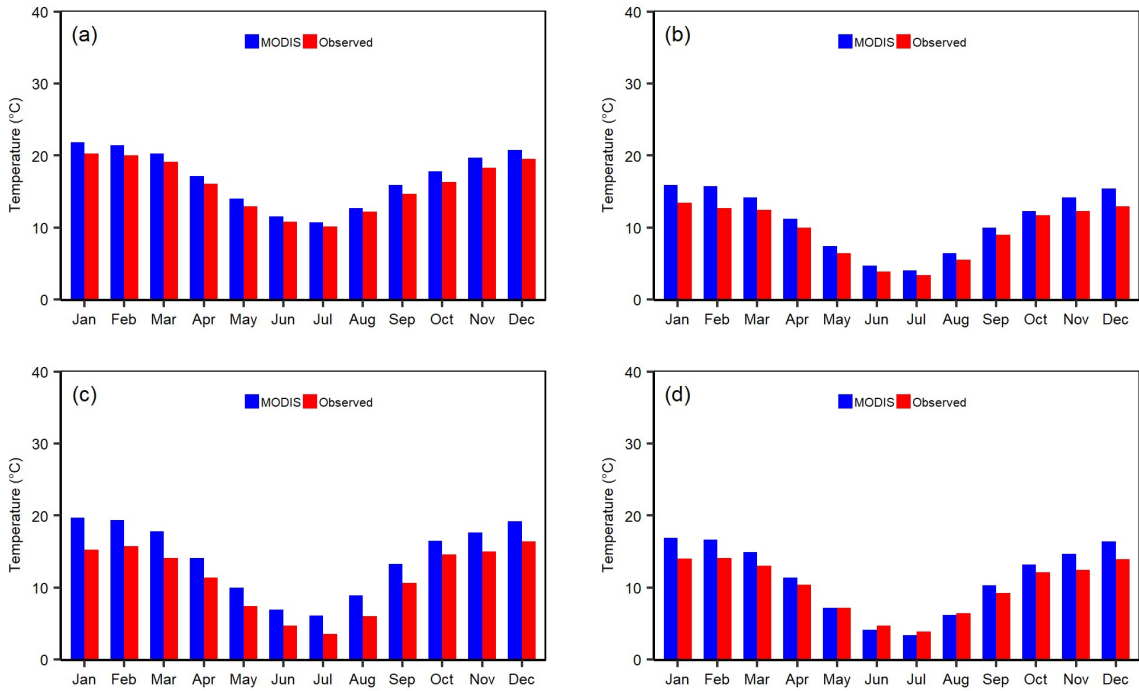 (a)
MODIS Observed
Temperature (°C)
40
30
20
10
0
Jan Feb Mar Apr May Jun Jul Aug Sep Oct Nov Dec
(b)
MODIS Observed
Temperature (°C)
40
30
20
10
0
Jan Feb Mar Apr May Jun Jul Aug Sep Oct Nov Dec
(c)
MODIS Observed
Temperature (°C)
40
30
20
10
0
Jan Feb Mar Apr May Jun Jul Aug Sep Oct Nov Dec
(d)
MODIS Observed
Temperature (°C)
40
30
20
10
0
Jan Feb Mar Apr May Jun Jul Aug Sep Oct Nov Dec